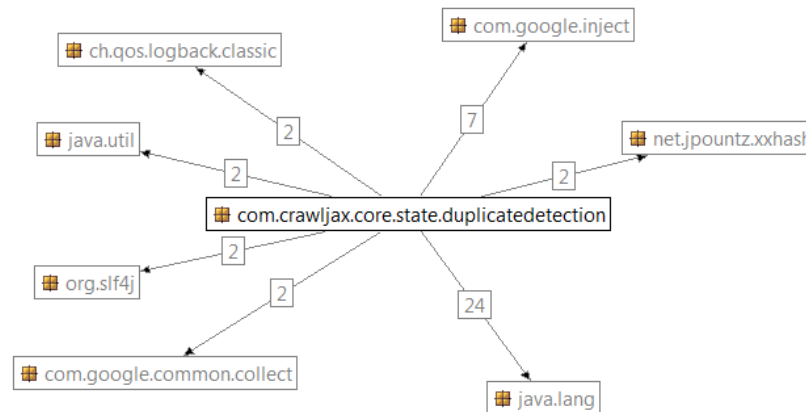 com.google.inject
ch.qos.logback.classic
7
2
java.util
net.jpountz.xxhash
2
2
com.crawljax.core.state.duplicatedetection
2
org.slf4j
2
24
com.google.common.collect
java.lang